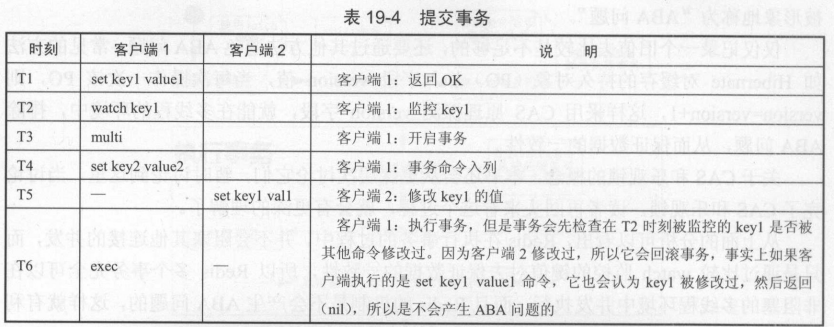 表 19-4 提交事务
时刻 客户端 1 客户端 2 说 明
T1 set key1 value1 客户端 1：返回 OK
T2 watch key1 客户端 1：监控 key1
T3 multi 客户端 1：开启事务
T4 set key2 value2 客户端 1：事务命令入列
T5 — set key1 val1 客户端 2：修改 key1 的值
T6 exec — 客户端 1：执行事务，但是事务会先检查在 T2 时刻被监控的 key1 是否被
其他命令修改过。因为客户端 2 修改过，所以它会回滚事务，事实上如果客
户端执行的是 set key1 value1 命令，它也会认为 key1 被修改过，然后返回
（nil），所以是不会产生 ABA 问题的